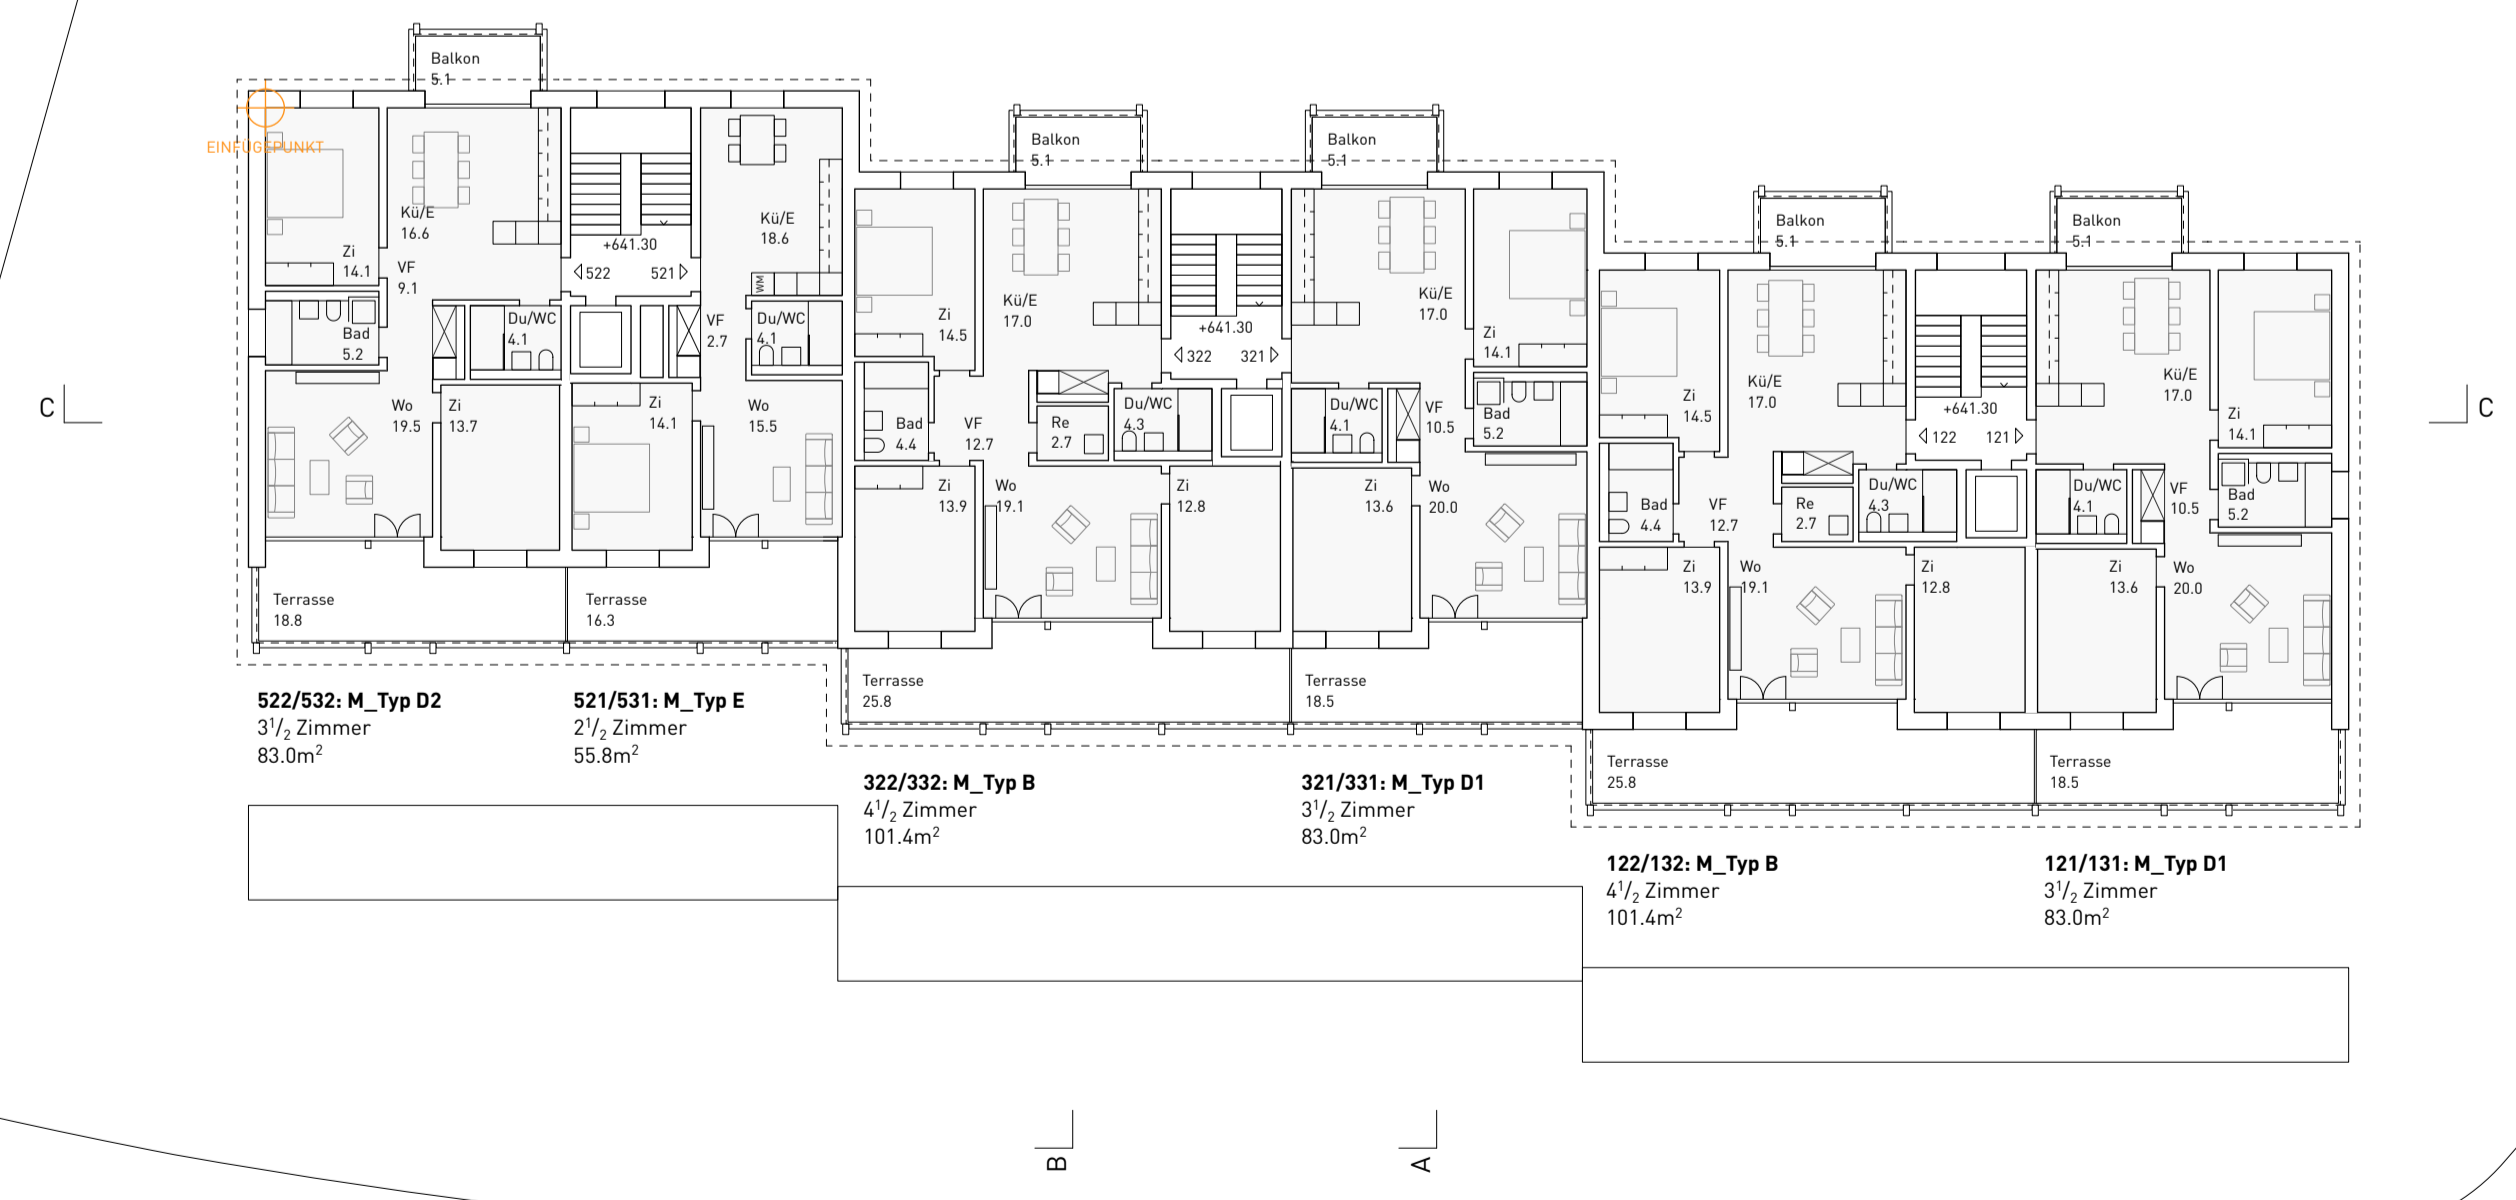 Balkon
5.1
EINFÜGEPUNKT
Kü/E
16.6
Zi
14.1
VF
9.1
Bad
5.2
Du/WC
4.1
Wo
19.5
Zi
13.7
Terrasse
18.8
+641.30
522
521
Kü/E
18.6
WM
VF
2.7
Du/WC
4.1
Zi
14.1
Wo
15.5
Terrasse
16.3
Balkon
5.1
Kü/E
17.0
Zi
14.5
Bad
4.4
VF
12.7
Re
2.7
Du/WC
4.3
Zi
13.9
Wo
19.1
Zi
12.8
Terrasse
25.8
+641.30
322
321
Balkon
5.1
Kü/E
17.0
Zi
14.1
Du/WC
4.1
VF
10.5
Bad
5.2
Zi
13.6
Wo
20.0
Terrasse
18.5
Balkon
5.1
Kü/E
17.0
Zi
14.5
Bad
4.4
VF
12.7
Re
2.7
Du/WC
4.3
Zi
13.9
Wo
19.1
Zi
12.8
Terrasse
25.8
+641.30
122
121
Balkon
5.1
Kü/E
17.0
Zi
14.1
Du/WC
4.1
VF
10.5
Bad
5.2
Zi
13.6
Wo
20.0
Terrasse
18.5
C
C
522/532: M_Typ D2
3¹/₂ Zimmer
83.0m²
521/531: M_Typ E
2¹/₂ Zimmer
55.8m²
322/332: M_Typ B
4¹/₂ Zimmer
101.4m²
321/331: M_Typ D1
3¹/₂ Zimmer
83.0m²
122/132: M_Typ B
4¹/₂ Zimmer
101.4m²
121/131: M_Typ D1
3¹/₂ Zimmer
83.0m²
B
A